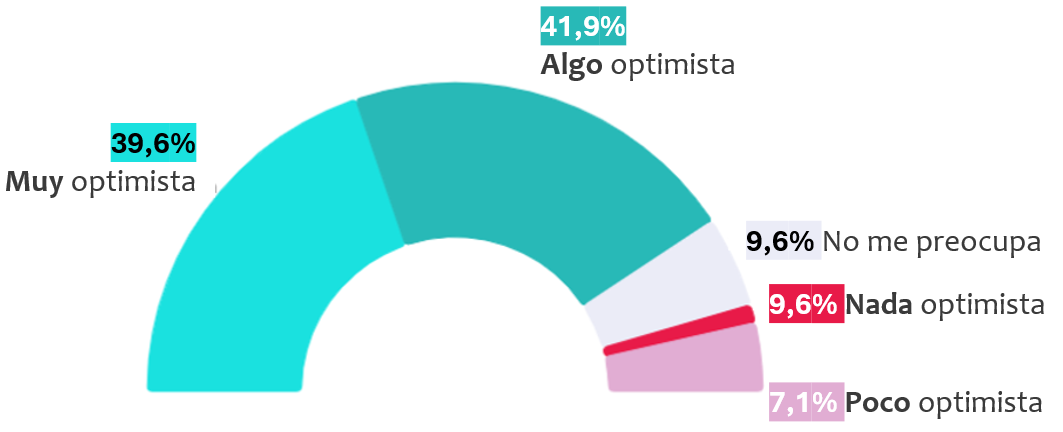 41,9%
Algo optimista
39,6%
Muy optimista
9,6% No me preocupa
9,6% Nada optimista
7,1% Poco optimista